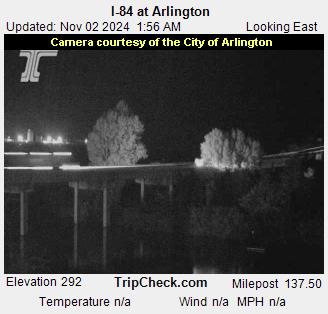 I-84 at Arlington
Updated: Nov 02 2024 1:56 AM Looking East
Camera courtesy of the City of Arlington
Elevation 292 TripCheck.com Milepost 137.50
Temperature n/a Wind n/a MPH n/a